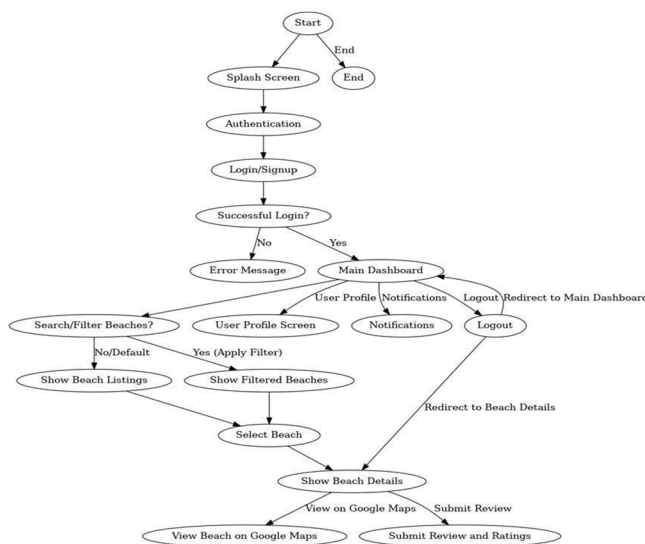 Start
End
Splash Screen
End
Authentication
Login/Signup
Successful Login?
No
Yes
Error Message
Main Dashboard
User Profile
Notifications
Logout
Redirect to Main Dashboard
Search/Filter Beaches?
User Profile Screen
Notifications
Logout
No/Default
Yes (Apply Filter)
Show Beach Listings
Show Filtered Beaches
Redirect to Beach Details
Select Beach
Show Beach Details
View on Google Maps
Submit Review
View Beach on Google Maps
Submit Review and Ratings